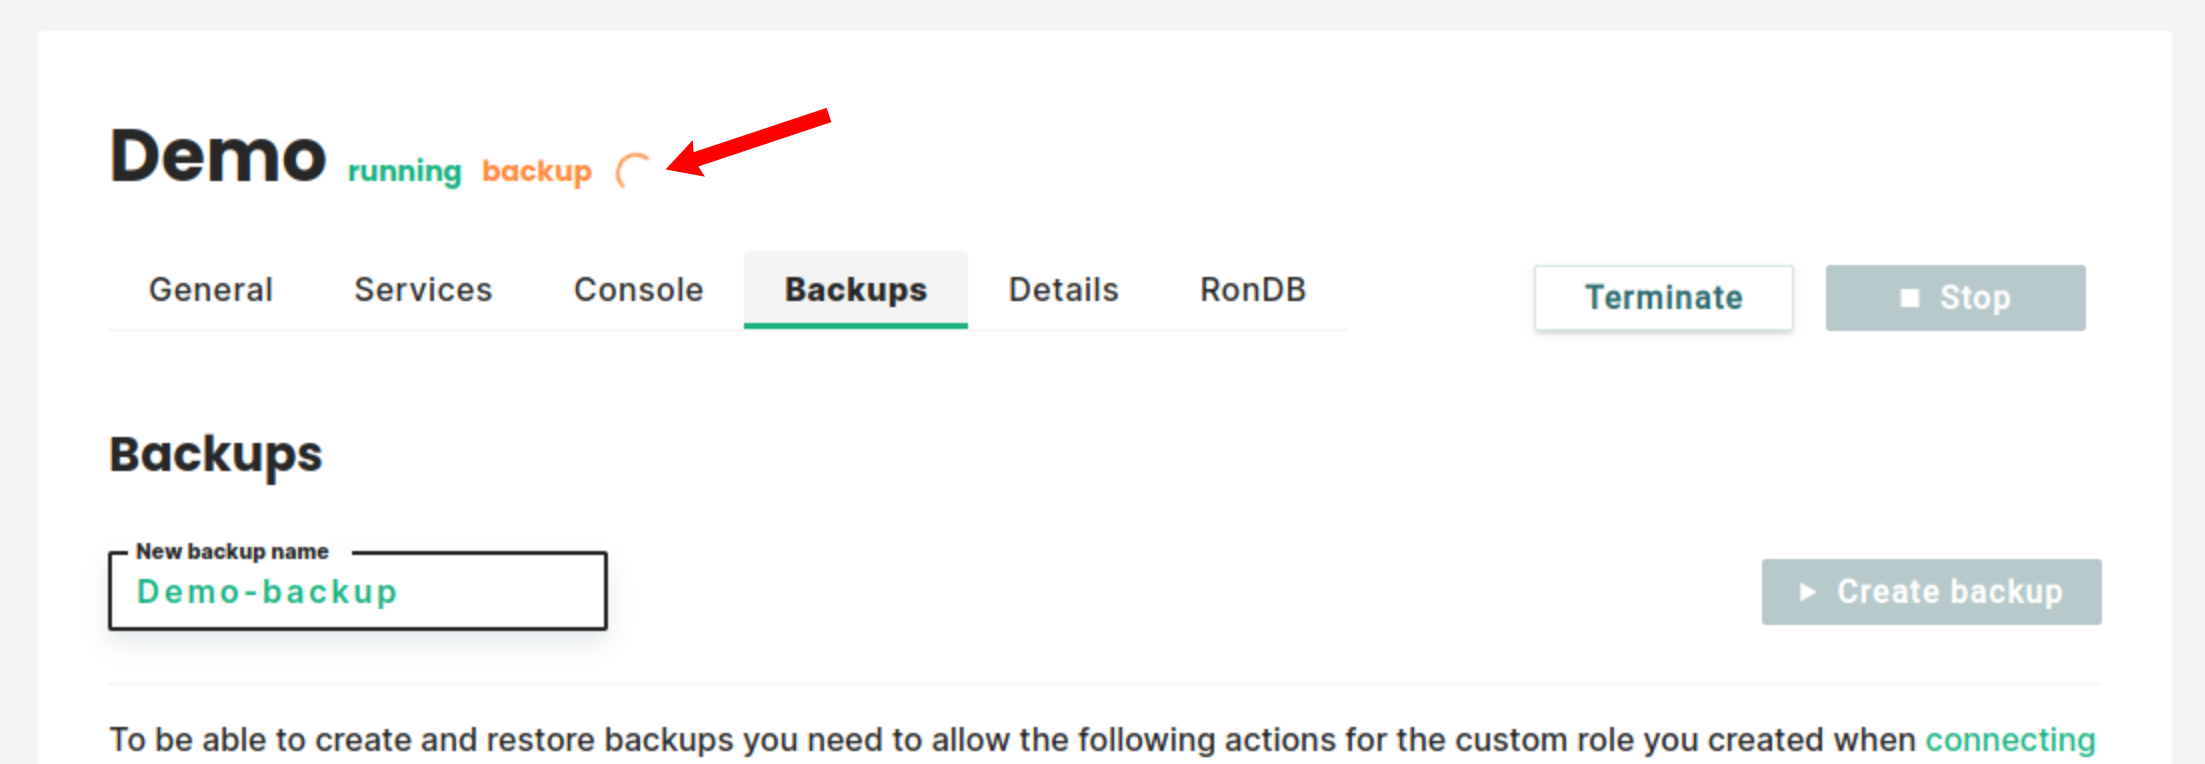 Demo running backup
General Services Console Backups Details RonDB Terminate Stop
Backups
New backup name
Demo-backup
Create backup
To be able to create and restore backups you need to allow the following actions for the custom role you created when connecting